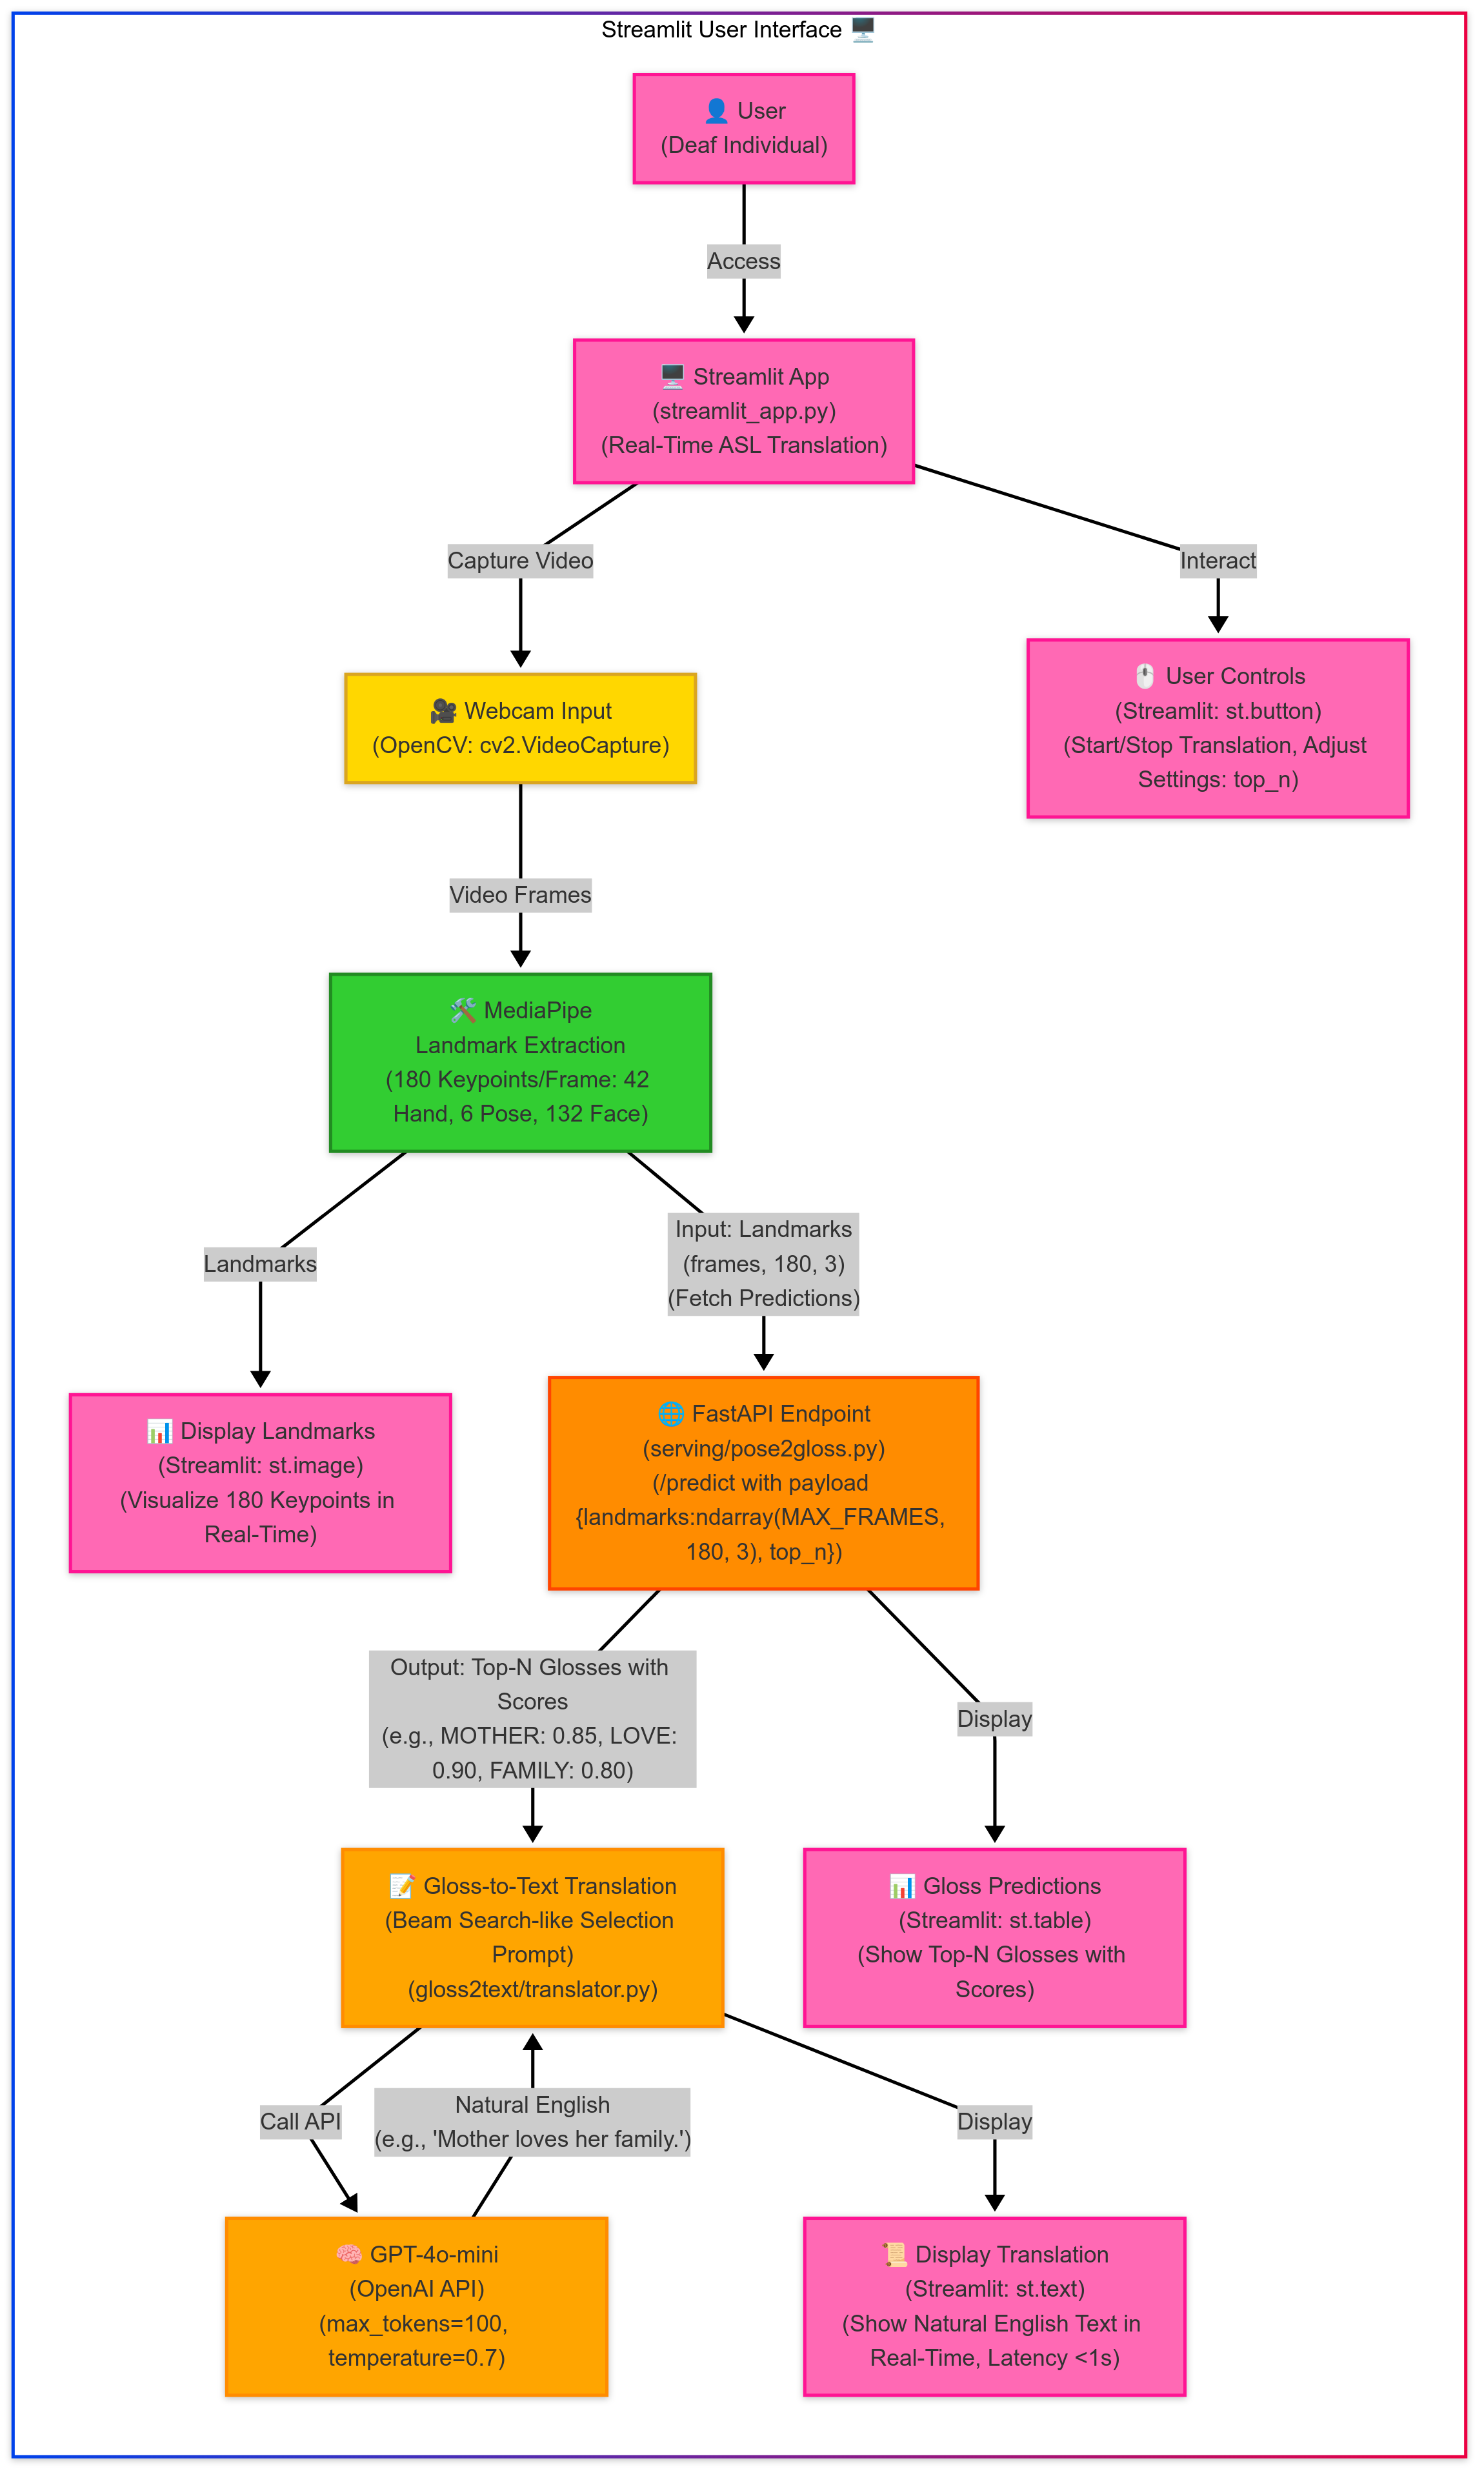 Streamlit User Interface 🖥️
👤 User
(Deaf Individual)
Access
🖥️ Streamlit App
(streamlit_app.py)
(Real-Time ASL Translation)
Capture Video
Interact
🎥 Webcam Input
(OpenCV: cv2.VideoCapture)
🖱️ User Controls
(Streamlit: st.button)
(Start/Stop Translation, Adjust
Settings: top_n)
Video Frames
🛠️ MediaPipe
Landmark Extraction
(180 Keypoints/Frame: 42
Hand, 6 Pose, 132 Face)
Landmarks
Input: Landmarks
(frames, 180, 3)
(Fetch Predictions)
📊 Display Landmarks
(Streamlit: st.image)
(Visualize 180 Keypoints in
Real-Time)
🌐 FastAPI Endpoint
(serving/pose2gloss.py)
(/predict with payload
{landmarks:ndarray(MAX_FRAMES,
180, 3), top_n})
Output: Top-N Glosses with
Scores
(e.g., MOTHER: 0.85, LOVE:
0.90, FAMILY: 0.80)
Display
📝 Gloss-to-Text Translation
(Beam Search-like Selection
Prompt)
(gloss2text/translator.py)
📊 Gloss Predictions
(Streamlit: st.table)
(Show Top-N Glosses with
Scores)
Call API
Natural English
(e.g., 'Mother loves her family.')
Display
🧠 GPT-4o-mini
(OpenAI API)
(max_tokens=100,
temperature=0.7)
📜 Display Translation
(Streamlit: st.text)
(Show Natural English Text in
Real-Time, Latency <1s)